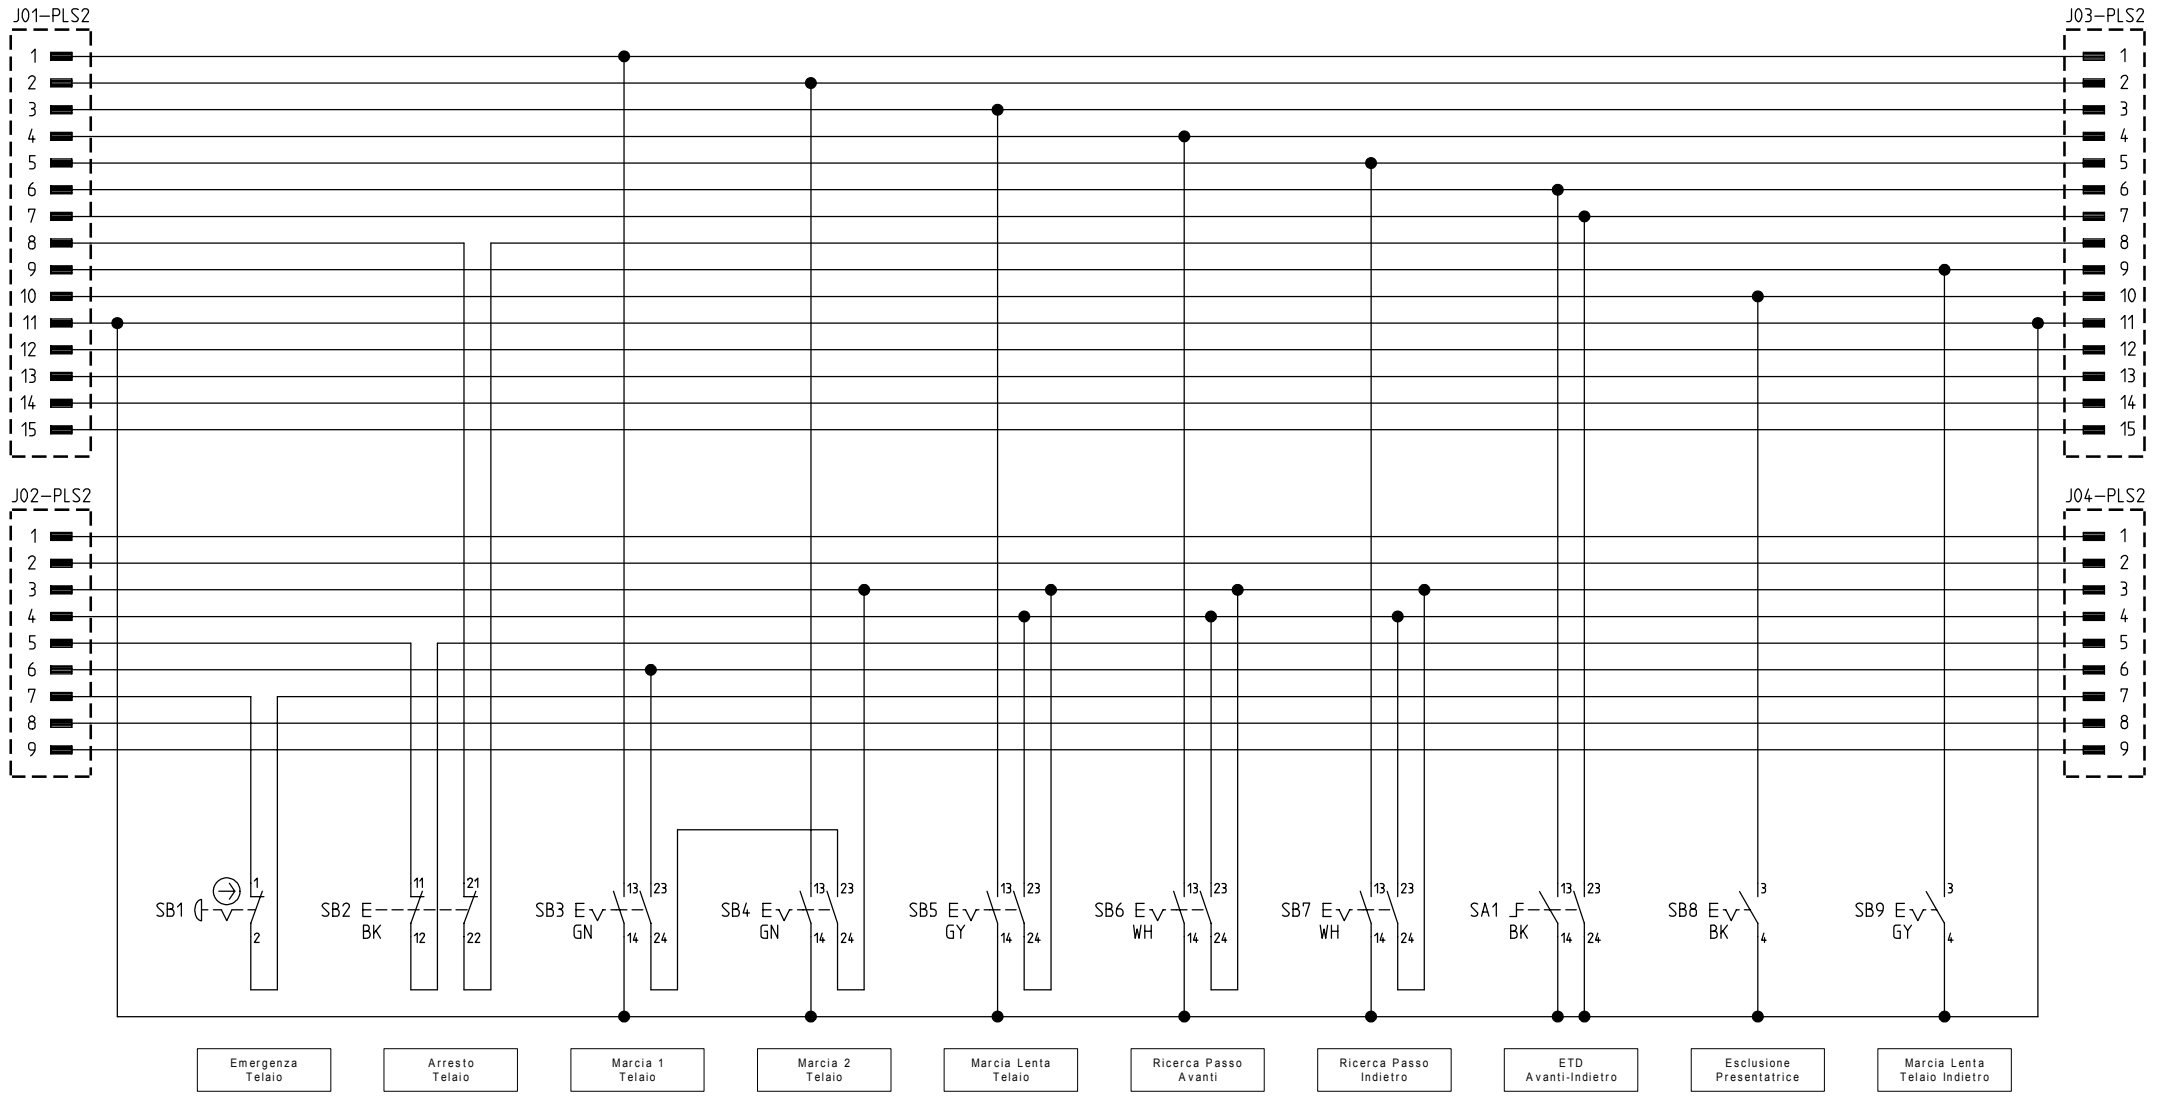 J01-PLS2
J03-PLS2
1 1
2 2
3 3
4 4
5 5
6 6
7 7
8 8
9 9
10 10
11 11
12 12
13 13
14 14
15 15
J02-PLS2
J04-PLS2
1 1
2 2
3 3
4 4
5 5
6 6
7 7
8 8
9 9
1 11 21 13 23 13 23 13 23 13 23 13 23 13 23 3 3
SB1 SB2 SB3 SB4 SB5 SB6 SB7 SA1 SB8 SB9
BK GN GN GY WH WH BK BK GY
2 12 22 14 24 14 24 14 24 14 24 14 24 14 24 4 4
Emergenza
Telaio
Arresto
Telaio
Marcia 1
Telaio
Marcia 2
Telaio
Marcia Lenta
Telaio
Ricerca Passo
Avanti
Ricerca Passo
Indietro
ETD
Avanti-Indietro
Esclusione
Presentatrice
Marcia Lenta
Telaio Indietro